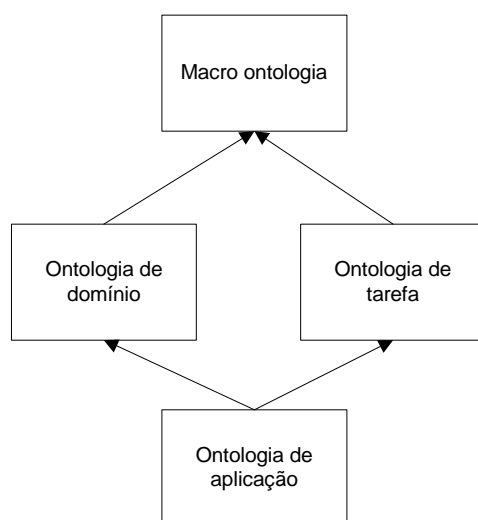 Macro ontologia
Ontologia de
domínio
Ontologia de
tarefa
Ontologia de
aplicação